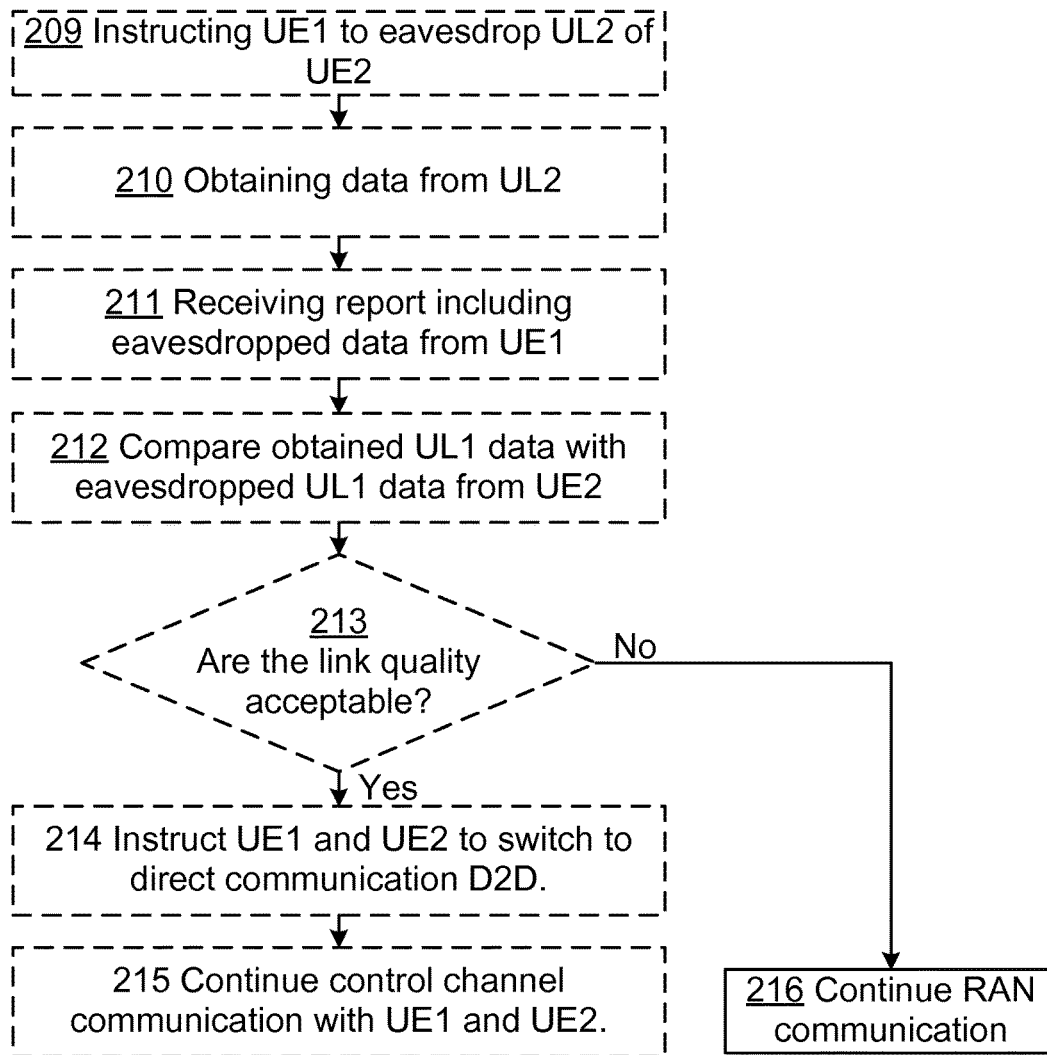 209 Instructing UE1 to eavesdrop UL2 of
UE2
210 Obtaining data from UL2
211 Receiving report including
eavesdropped data from UE1
212 Compare obtained UL1 data with
eavesdropped UL1 data from UE2
213
Are the link quality
acceptable?
No
Yes
214 Instruct UE1 and UE2 to switch to
direct communication D2D.
215 Continue control channel
communication with UE1 and UE2.
216 Continue RAN
communication